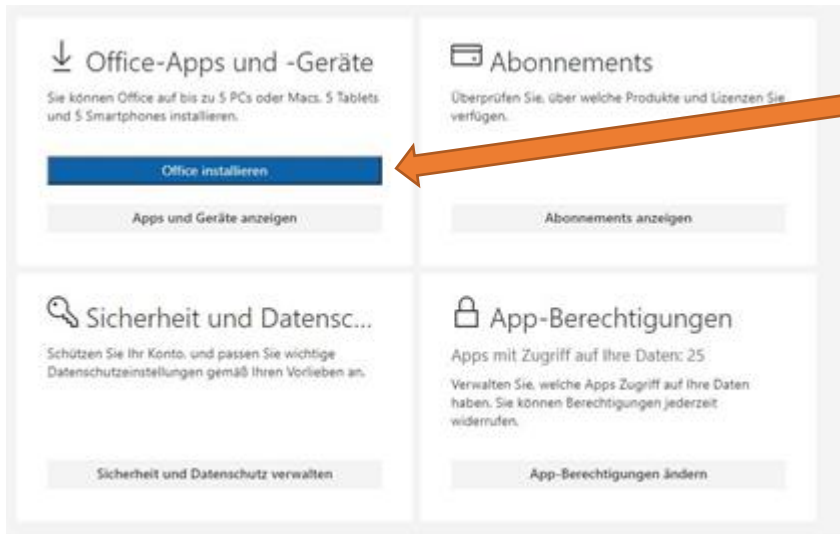 Office-Apps und -Geräte
Sie können Office auf bis zu 5 PCs oder Macs, 5 Tablets
und 5 Smartphones installieren.
Office installieren
Apps und Geräte anzeigen
Abonnements
Überprüfen Sie, über welche Produkte und Lizenzen Sie
verfügen.
Abonnements anzeigen
Sicherheit und Datensc...
Schützen Sie Ihr Konto, und passen Sie wichtige
Datenschutzeinstellungen gemäß Ihren Vorlieben an.
Sicherheit und Datenschutz verwalten
App-Berechtigungen
Apps mit Zugriff auf Ihre Daten: 25
Verwalten Sie, welche Apps Zugriff auf Ihre Daten
haben. Sie können Berechtigungen jederzeit
widerrufen.
App-Berechtigungen ändern